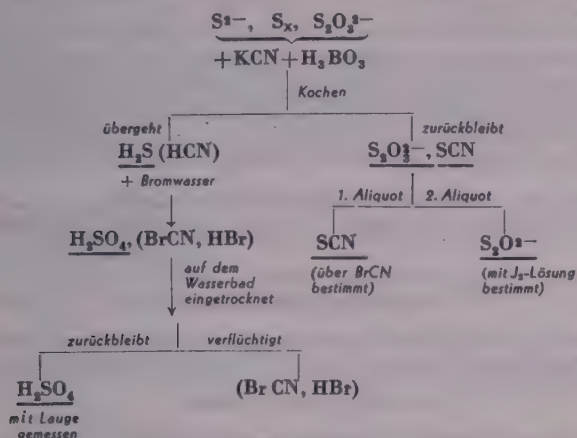 S²⁻, Sₓ, S₂O₃²⁻
+KCN+H₃BO₃
Kochen
übergeht
zurückbleibt
H₂S (HCN)
S₂O₃²⁻, SCN
+ Bromwasser
1. Aliquot
2. Aliquot
H₂SO₄, (BrCN, HBr)
SCN
S₂O²⁻
(über BrCN
bestimmt)
(mit J₂-Lösung
bestimmt)
auf dem
Wasserbad
eingetrocknet
zurückbleibt
verflüchtigt
H₂SO₄
(Br CN, HBr)
mit Lauge
gemessen